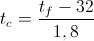 t_c = \frac{t_f - 32}{1,8}